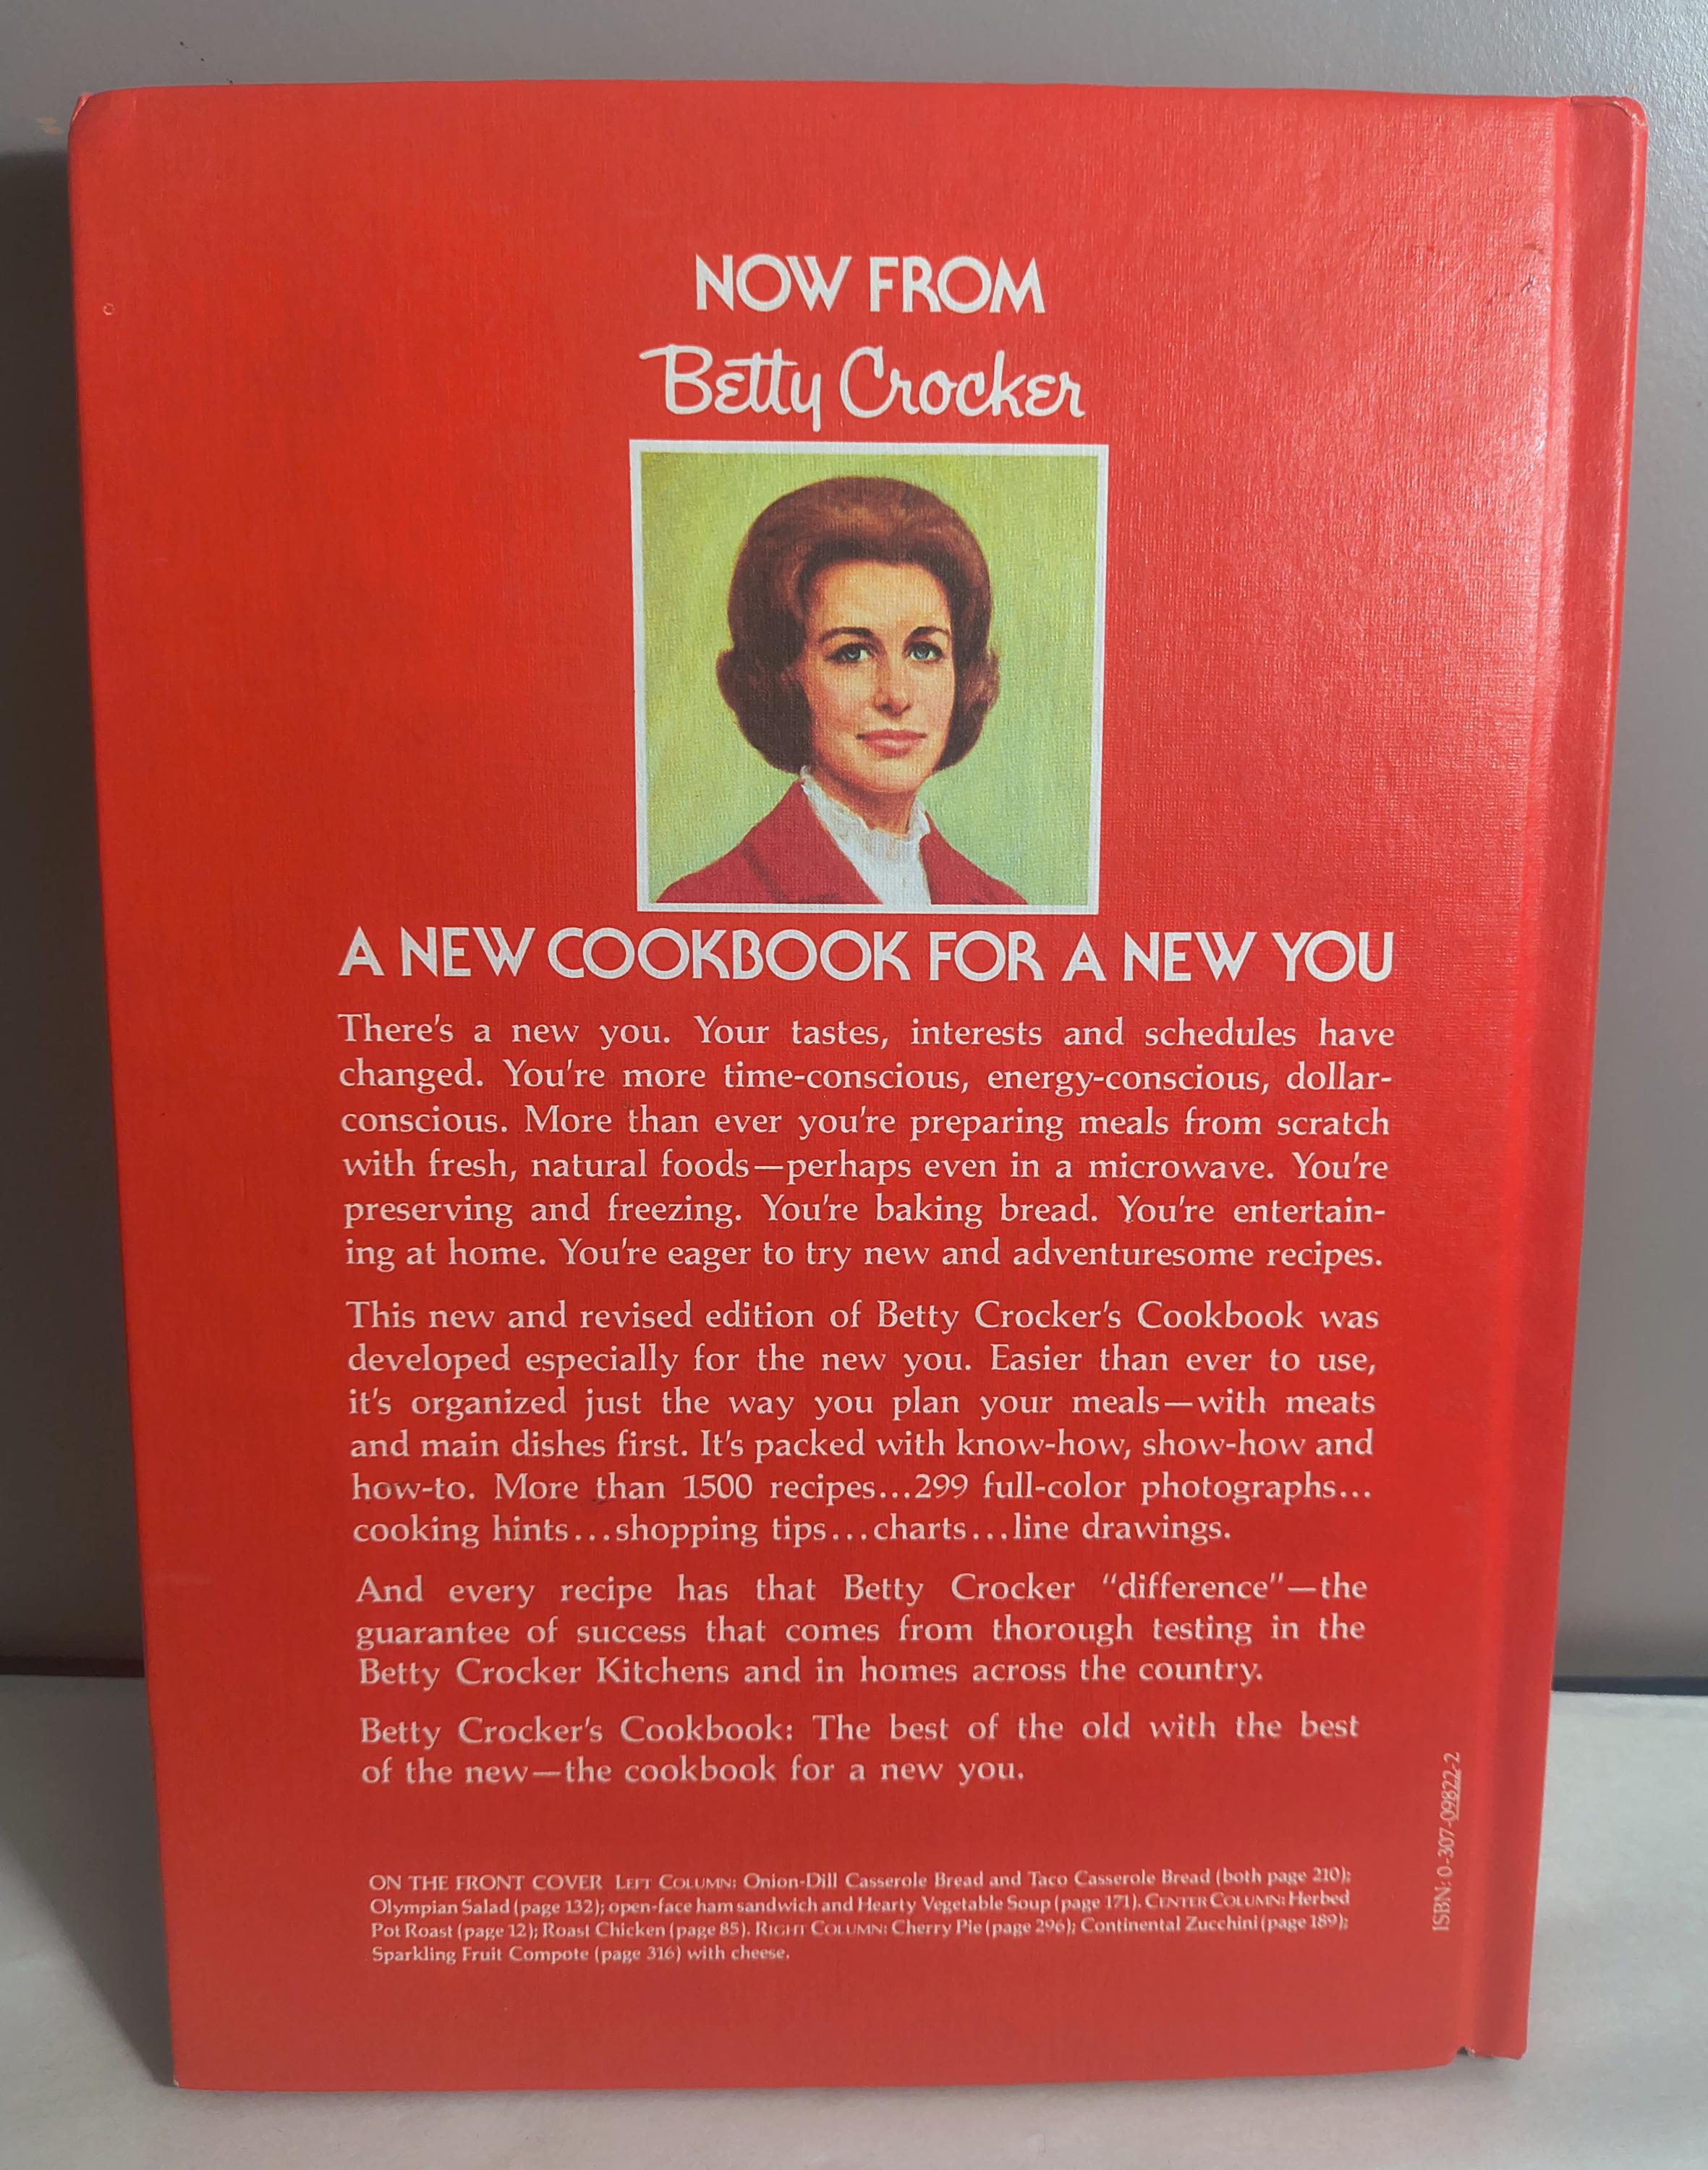 NOW FROM
Betty Crocker
A NEW COOKBOOK FOR A NEW YOU
There's a new you. Your tastes, interests and schedules have
changed. You're more time-conscious, energy-conscious, dollar-
conscious. More than ever you're preparing meals from scratch
with fresh, natural foods—perhaps even in a microwave. You're
preserving and freezing. You're baking bread. You're entertain-
ing at home. You're eager to try new and adventuresome recipes.
This new and revised edition of Betty Crocker's Cookbook was
developed especially for the new you. Easier than ever to use,
it's organized just the way you plan your meals—with meats
and main dishes first. It's packed with know-how, show-how and
how-to. More than 1500 recipes...299 full-color photographs...
cooking hints...shopping tips...charts...line drawings.
And every recipe has that Betty Crocker “difference”—the
guarantee of success that comes from thorough testing in the
Betty Crocker Kitchens and in homes across the country.
Betty Crocker's Cookbook: The best of the old with the best
of the new—the cookbook for a new you.
ON THE FRONT COVER LEFT COLUMN: Onion-Dill Casserole Bread and Taco Casserole Bread (both page 210);
Olympian Salad (page 132); open-face ham sandwich and Hearty Vegetable Soup (page 171). CENTER COLUMN: Herbed
Pot Roast (page 12); Roast Chicken (page 85). RIGHT COLUMN: Cherry Pie (page 296); Continental Zucchini (page 189);
Sparkling Fruit Compote (page 316) with cheese.
ISBN: 0-307-09822-2